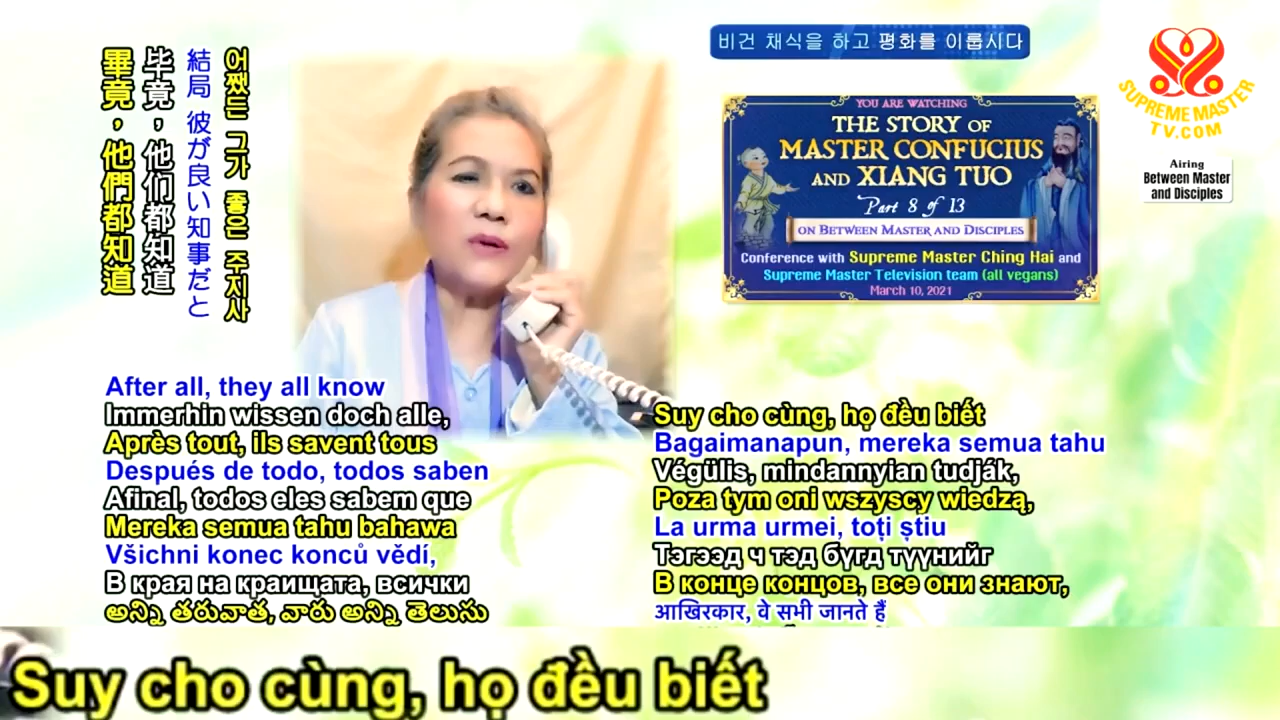 비건 채식을 하고 평화를 이룹시다
SUPREME MASTER
TV.COM
Airing
Between Master
and Disciples
YOU ARE WATCHING
THE STORY OF
MASTER CONFUCIUS
AND XIANG TUO
Part 8 of 13
ON BETWEEN MASTER AND DISCIPLES
Conference with Supreme Master Ching Hai and
Supreme Master Television team (all vegans)
March 10, 2021
어쨌든 그가 좋은 주지사
結局 彼が良い知事だと
毕竟，他们都知道
畢竟，他們都知道
After all, they all know
Immerhin wissen doch alle,
Après tout, ils savent tous
Después de todo, todos saben
Afinal, todos eles sabem que
Mereka semua tahu bahawa
Všichni konec konců vědí,
В края на краищата, всички
అన్ని తరువాత, వారు అన్ని తెలుసు
Suy cho cùng, họ đều biết
Bagaimanapun, mereka semua tahu
Végülis, mindannyian tudják,
Poza tym oni wszyscy wiedzą,
La urma urmei, toți știu
Тэгээд ч тэд бүгд түүнийг
В конце концов, все они знают,
आखिरकार, वे सभी जानते हैं
Suy cho cùng, họ đều biết